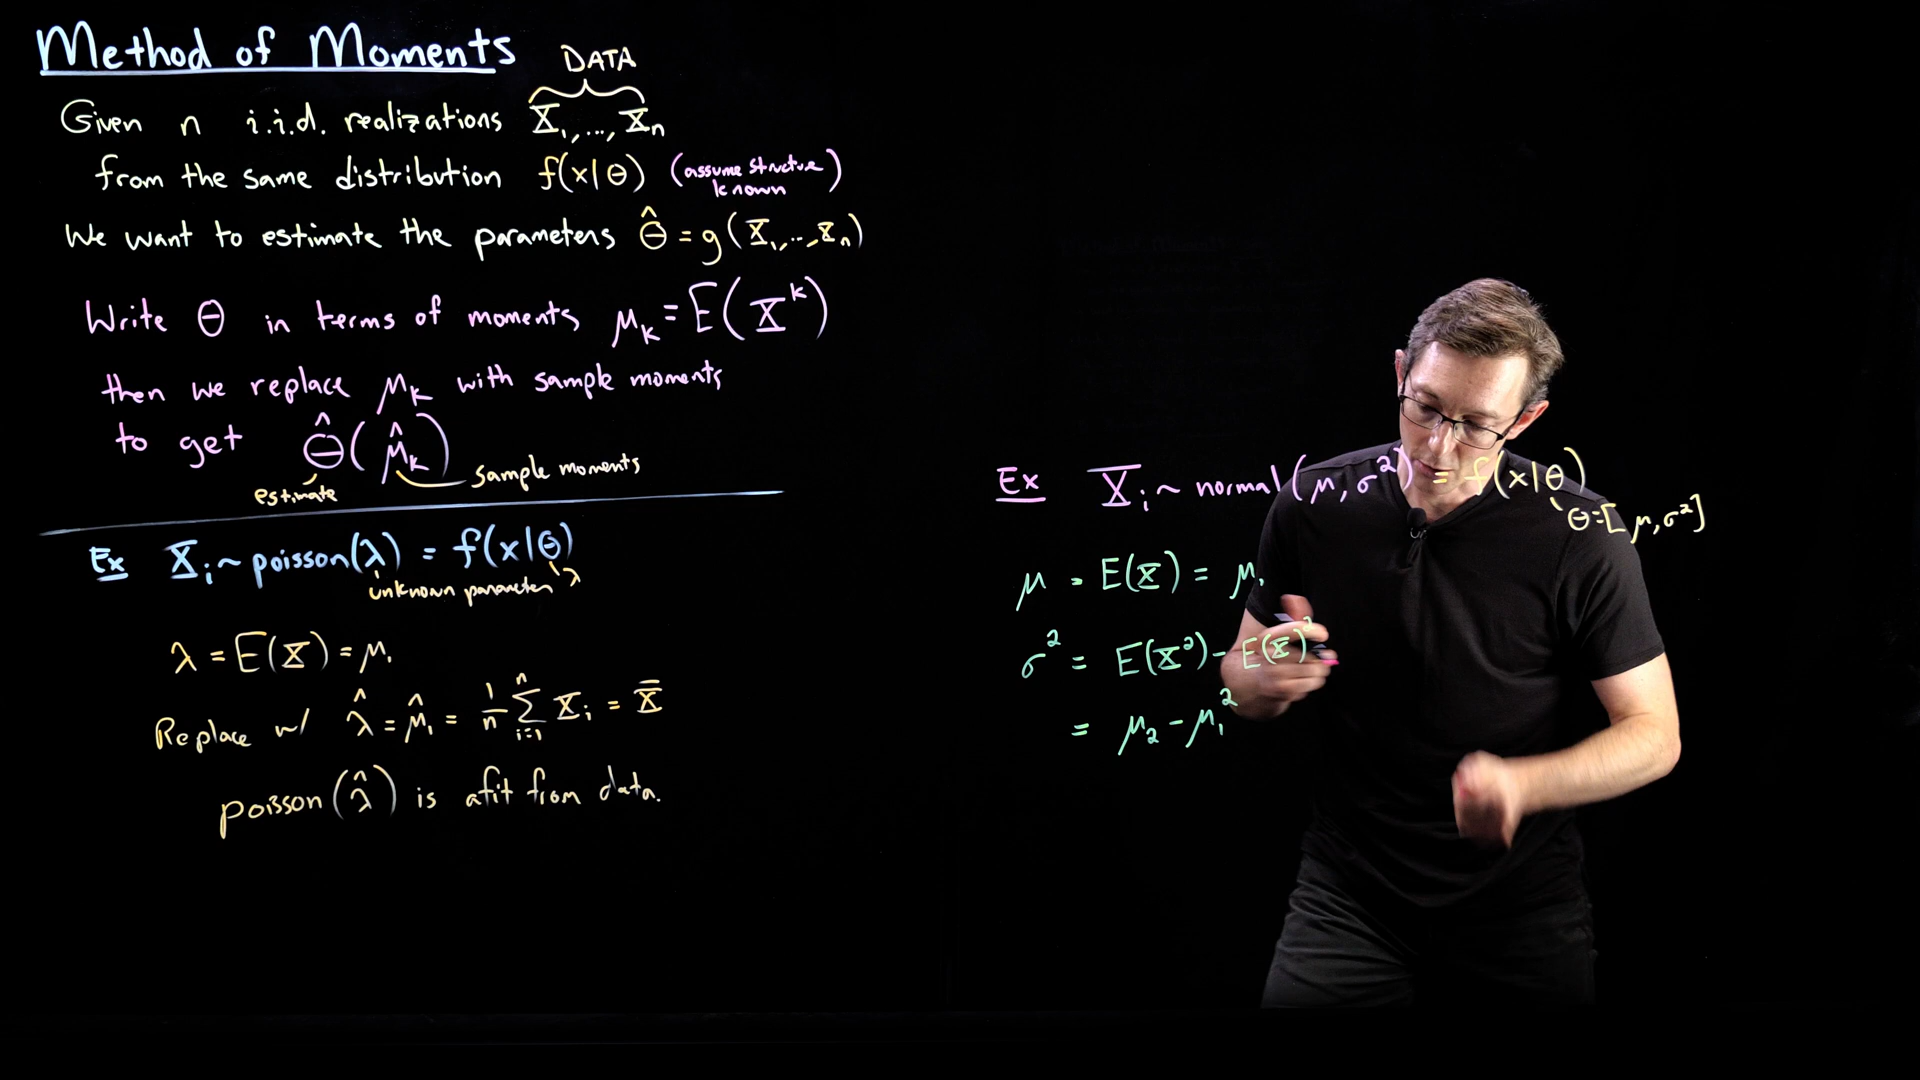 Method of Moments
DATA
Given n i.i.d. realizations X₁, ..., Xₙ
from the same distribution f(x|θ) (assume structure known)
We want to estimate the parameters θ̂ = g(X₁, ..., Xₙ)
Write θ in terms of moments μₖ = E(Xᵏ)
then we replace μₖ with sample moments
to get θ̂(μ̂ₖ)
estimate
sample moments
Ex Xᵢ ~ poisson(λ) = f(x|θ)
unknown parameter λ
λ = E(X) = μ₁
Replace w/ λ̂ = μ̂₁ = 1/n Σᵢ₌₁ⁿ Xᵢ = X̄
poisson(λ̂) is a fit from data.
Ex Xᵢ ~ normal(μ, σ²) = f(x|θ)
θ = [μ, σ²]
μ = E(X) = μ₁
σ² = E(X²) - E(X)²
= μ₂ - μ₁²